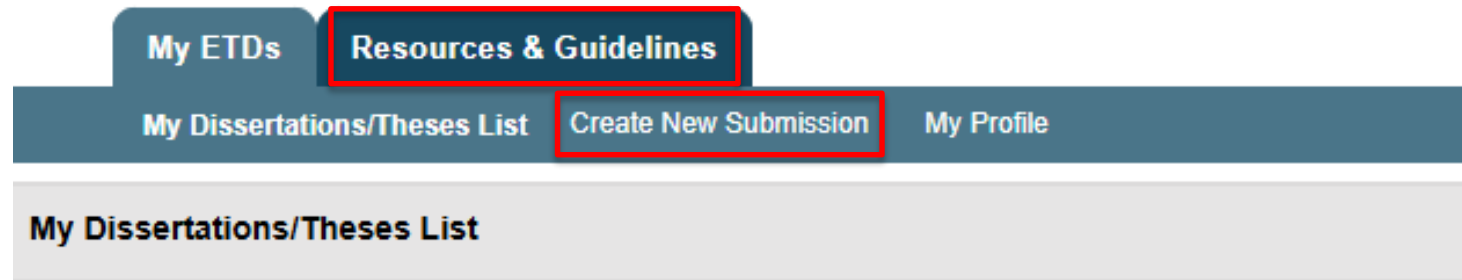 My ETDs Resources & Guidelines
My Dissertations/Theses List Create New Submission My Profile
My Dissertations/Theses List